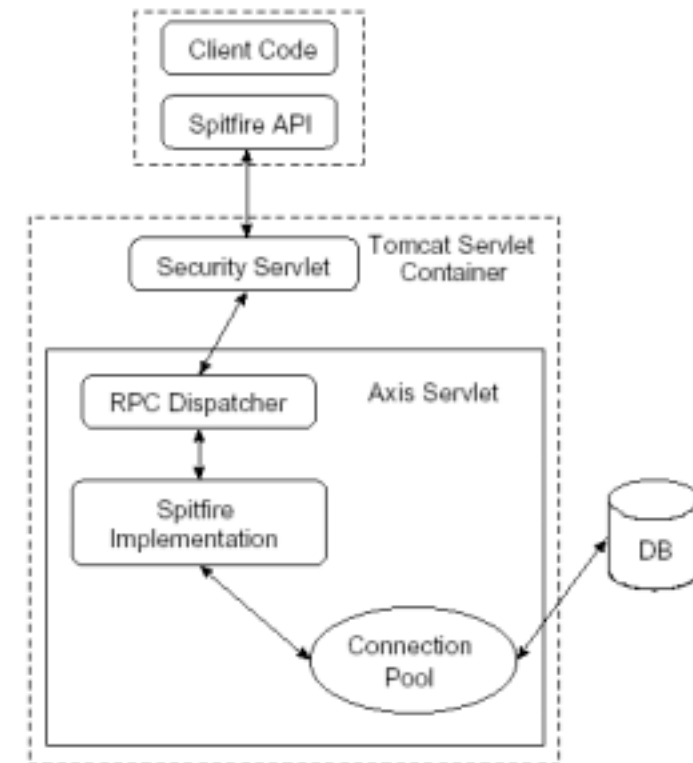 Client Code
Spitfire API
Security Servlet
Tomcat Servlet
Container
RPC Dispatcher
Axis Servlet
Spitfire
Implementation
DB
Connection
Pool